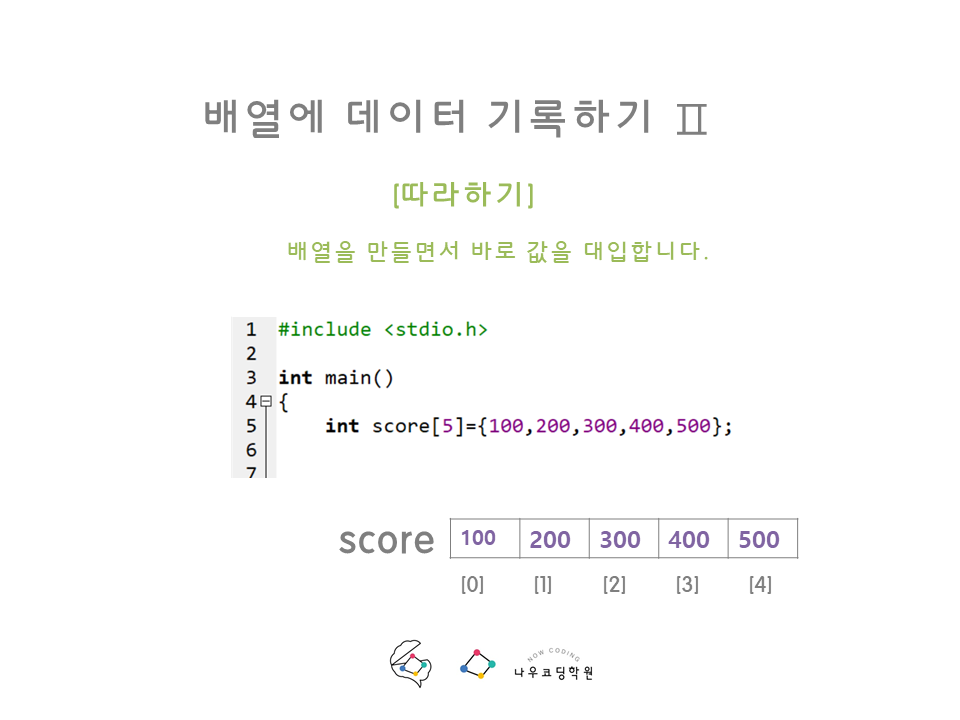 배열에 데이터 기록하기 Ⅱ
[따라하기]
배열을 만들면서 바로 값을 대입합니다.
1 #include <stdio.h>
2
3 int main()
4 {
5 int score[5]={100,200,300,400,500};
6
7
score 100 200 300 400 500
[0] [1] [2] [3] [4]
NOW CODING
나우코딩학원